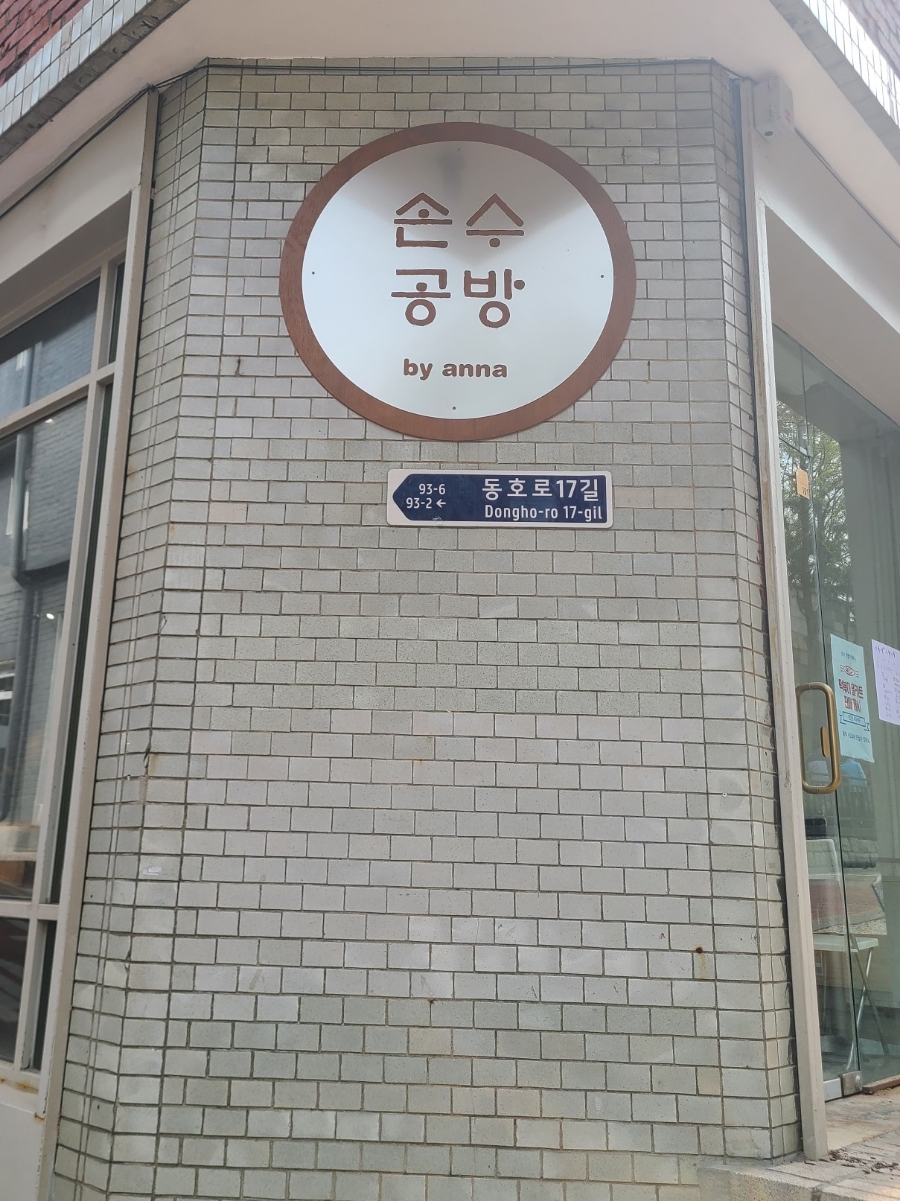 손수
공방
by anna
93-6
93-2 ←
동호로17길
Dongho-ro 17-gil